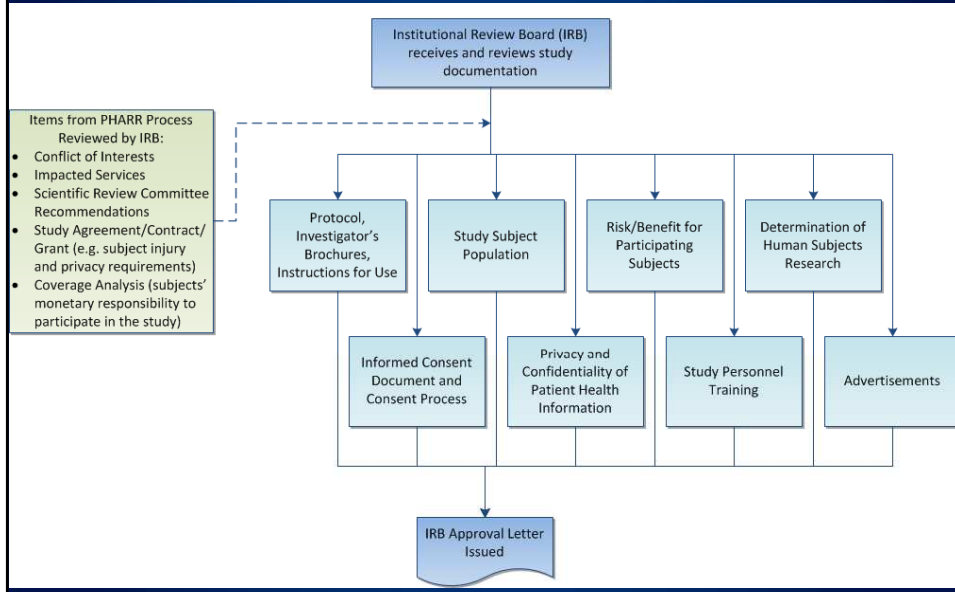 Institutional Review Board (IRB)
receives and reviews study
documentation
Items from PHARR Process
Reviewed by IRB:
• Conflict of Interests
• Impacted Services
• Scientific Review Committee
Recommendations
• Study Agreement/Contract/
Grant (e.g. subject injury
and privacy requirements)
• Coverage Analysis (subjects'
monetary responsibility to
participate in the study)
Protocol,
Investigator's
Brochures,
Instructions for Use
Study Subject
Population
Risk/Benefit for
Participating
Subjects
Determination of
Human Subjects
Research
Informed Consent
Document and
Consent Process
Privacy and
Confidentiality of
Patient Health
Information
Study Personnel
Training
Advertisements
IRB Approval Letter
Issued